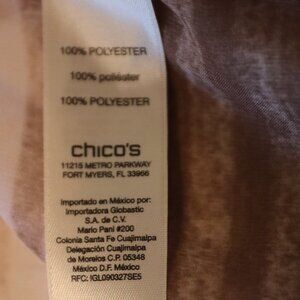 100% POLYESTER
100% poliéster
100% POLYESTER
chico's
11215 METRO PARKWAY
FORT MYERS, FL 33966
Importado en México por:
Importadora Globastic
S.A. de C.V.
Mario Pani #200
Colonia Santa Fe Cuajimalpa
Delegación Cuajimalpa
de Morelos C.P. 05348
México D.F. México
RFC: IGL090327SE5